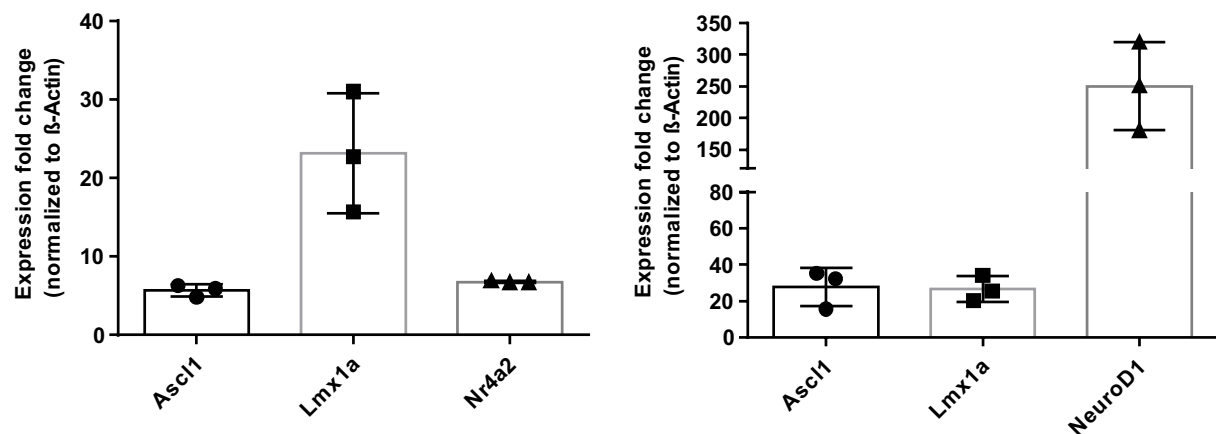 Expression fold change
(normalized to ß-Actin)
40
30
20
10
0
Ascl1
Lmx1a
Nr4a2
Expression fold change
(normalized to ß-Actin)
350
300
250
200
150
80
60
40
20
0
Ascl1
Lmx1a
NeuroD1